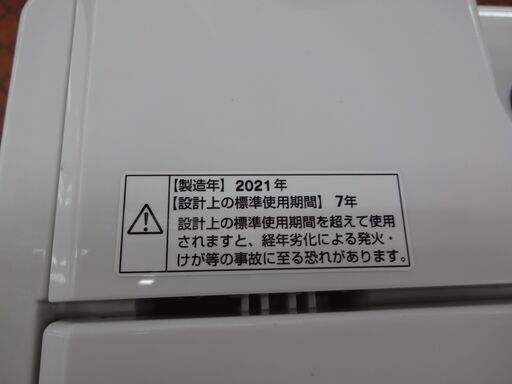 【製造年】2021年
【設計上の標準使用期間】7年
設計上の標準使用期間を超えて使用
されますと、経年劣化による発火・
けが等の事故に至る恐れがあります。